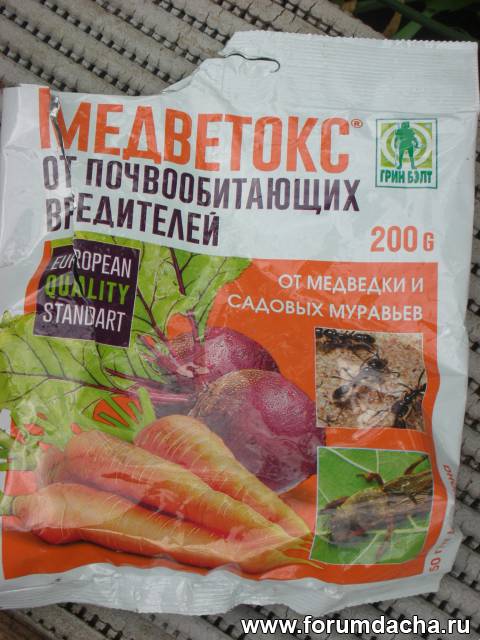 МЕДВЕТОКС®
ОТ ПОЧВООБИТАЮЩИХ
ВРЕДИТЕЛЕЙ
ГРИН БЭЛТ
200 G
EUROPEAN
QUALITY
STANDART
ОТ МЕДВЕДКИ И
САДОВЫХ МУРАВЬЕВ
www.forumdacha.ru